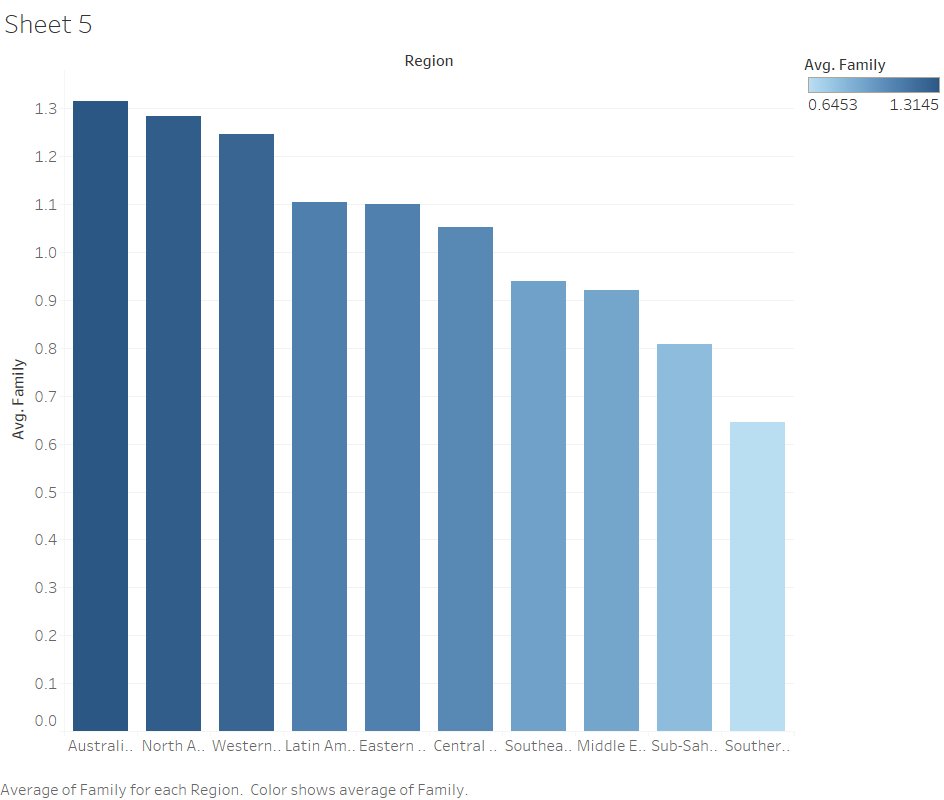 Sheet 5
Region
Avg. Family
0.6453 1.3145
1.3
1.2
1.1
1.0
0.9
0.8
0.7
0.6
0.5
0.4
0.3
0.2
0.1
0.0
Avg. Family
Australi.. North A.. Western.. Latin Am.. Eastern .. Central .. Southea.. Middle E.. Sub-Sah.. Souther..
Average of Family for each Region.  Color shows average of Family.